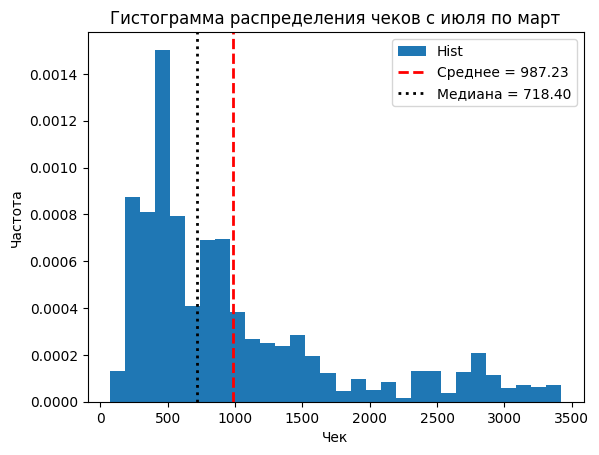 Гистограмма распределения чеков с июля по март
Hist
Среднее = 987.23
Медиана = 718.40
Частота
0.0014
0.0012
0.0010
0.0008
0.0006
0.0004
0.0002
0.0000
0 500 1000 1500 2000 2500 3000 3500
Чек